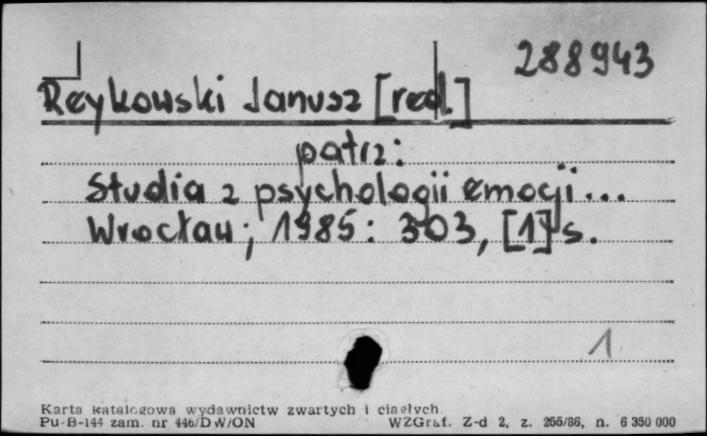 288943
Reykowski Janusz [red.]
patrz:
Studia z psychologii emocji...
Wrocław; 1985: 303, [1] s.
1
Karta katalogowa wydawnictw zwartych i ciągłych
Pu-B-144 zam. nr 446/DW/ON WZGraf. Z-d 2, z. 255/86, n. 6 350 000